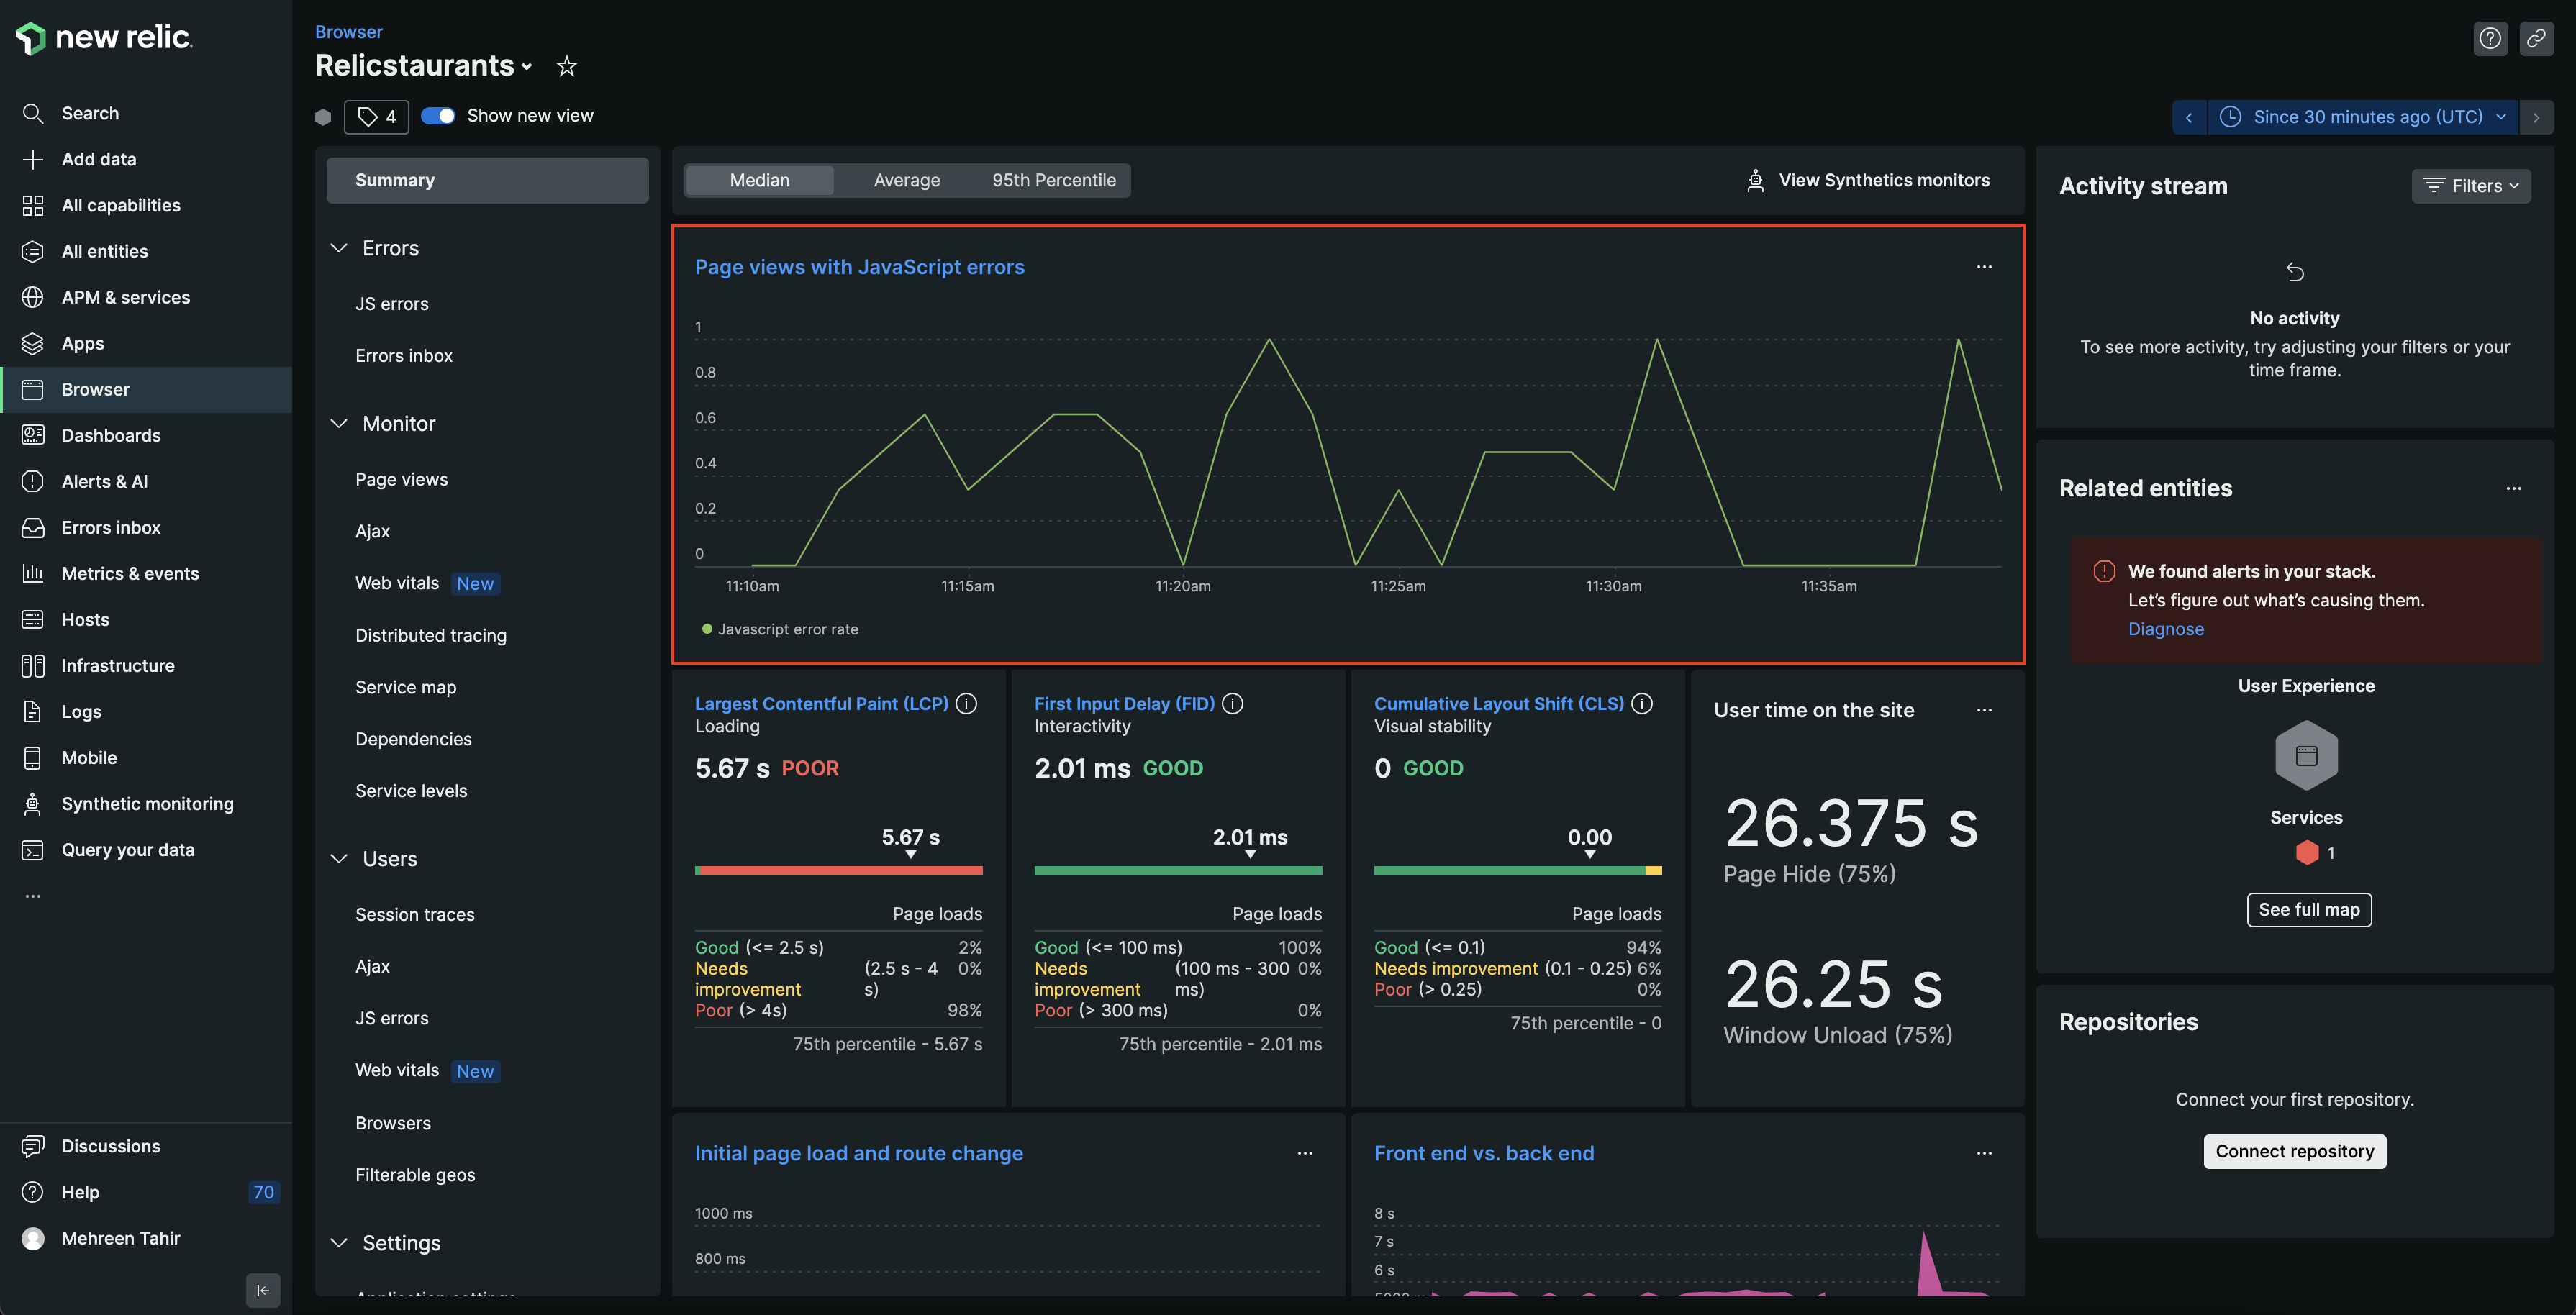 new relic.
Search
Add data
All capabilities
All entities
APM & services
Apps
Browser
Dashboards
Alerts & AI
Errors inbox
Metrics & events
Hosts
Infrastructure
Logs
Mobile
Synthetic monitoring
Query your data
...
Discussions
Help 70
Mehreen Tahir
Browser
Relicstaurants
4 Show new view
Since 30 minutes ago (UTC)
Summary
Errors
JS errors
Errors inbox
Monitor
Page views
Ajax
Web vitals New
Distributed tracing
Service map
Dependencies
Service levels
Users
Session traces
Ajax
JS errors
Web vitals New
Browsers
Filterable geos
Settings
Application settings
Median Average 95th Percentile
View Synthetics monitors
Page views with JavaScript errors ...
1
0.8
0.6
0.4
0.2
0
11:10am 11:15am 11:20am 11:25am 11:30am 11:35am
Javascript error rate
Largest Contentful Paint (LCP)
Loading
5.67 s POOR
5.67 s
Page loads
Good (<= 2.5 s) 2%
Needs (2.5 s - 4 0%
improvement s)
Poor (> 4s) 98%
75th percentile - 5.67 s
First Input Delay (FID)
Interactivity
2.01 ms GOOD
2.01 ms
Page loads
Good (<= 100 ms) 100%
Needs (100 ms - 300 0%
improvement ms)
Poor (> 300 ms) 0%
75th percentile - 2.01 ms
Cumulative Layout Shift (CLS)
Visual stability
0 GOOD
0.00
Page loads
Good (<= 0.1) 94%
Needs improvement (0.1 - 0.25) 6%
Poor (> 0.25) 0%
75th percentile - 0
User time on the site ...
26.375 s
Page Hide (75%)
26.25 s
Window Unload (75%)
Initial page load and route change ...
1000 ms
800 ms
Front end vs. back end ...
8 s
7 s
6 s
Activity stream
Filters
No activity
To see more activity, try adjusting your filters or your
time frame.
Related entities ...
We found alerts in your stack.
Let’s figure out what’s causing them.
Diagnose
User Experience
Services
1
See full map
Repositories
Connect your first repository.
Connect repository